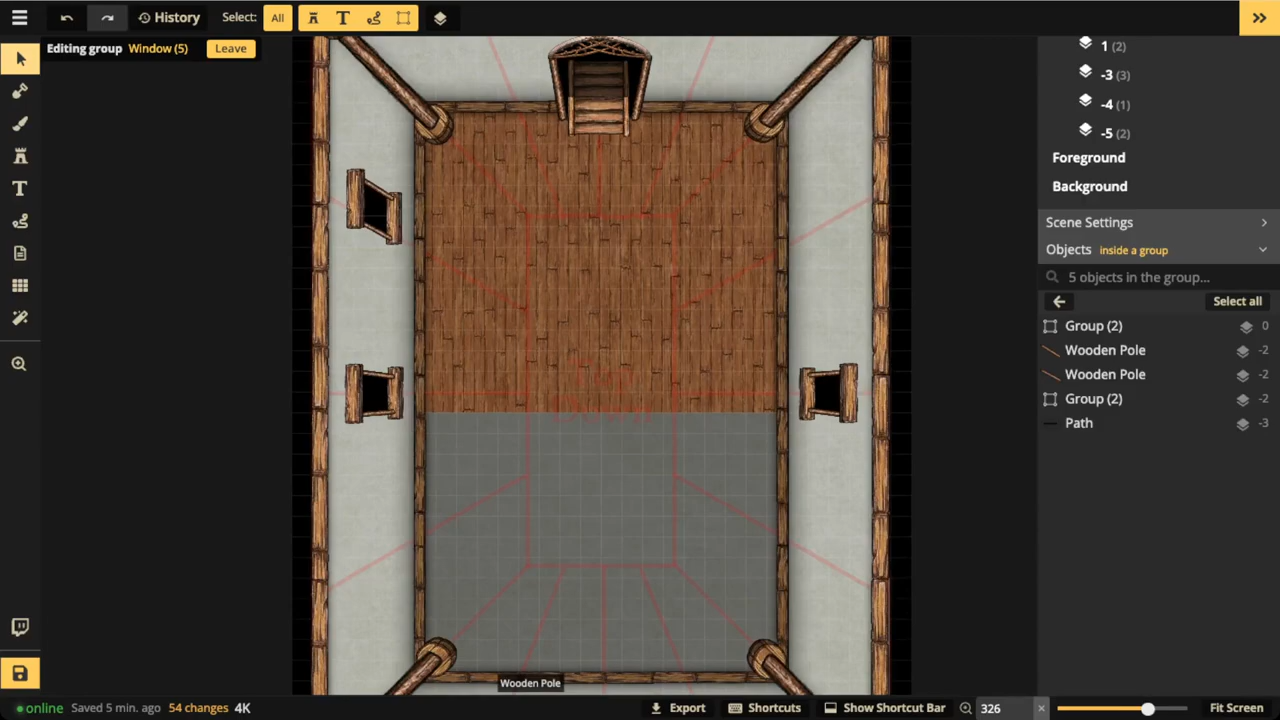 History
Select:
All
T
Editing group Window (5)
Leave
1 (2)
-3 (3)
-4 (1)
-5 (2)
Foreground
Background
Scene Settings
Objects inside a group
5 objects in the group...
Select all
Group (2) 0
Wooden Pole -2
Wooden Pole -2
Group (2) -2
Path -3
T
Top
Down
Wooden Pole
online
Saved 5 min. ago
54 changes
4K
Export
Shortcuts
Show Shortcut Bar
326
×
Fit Screen